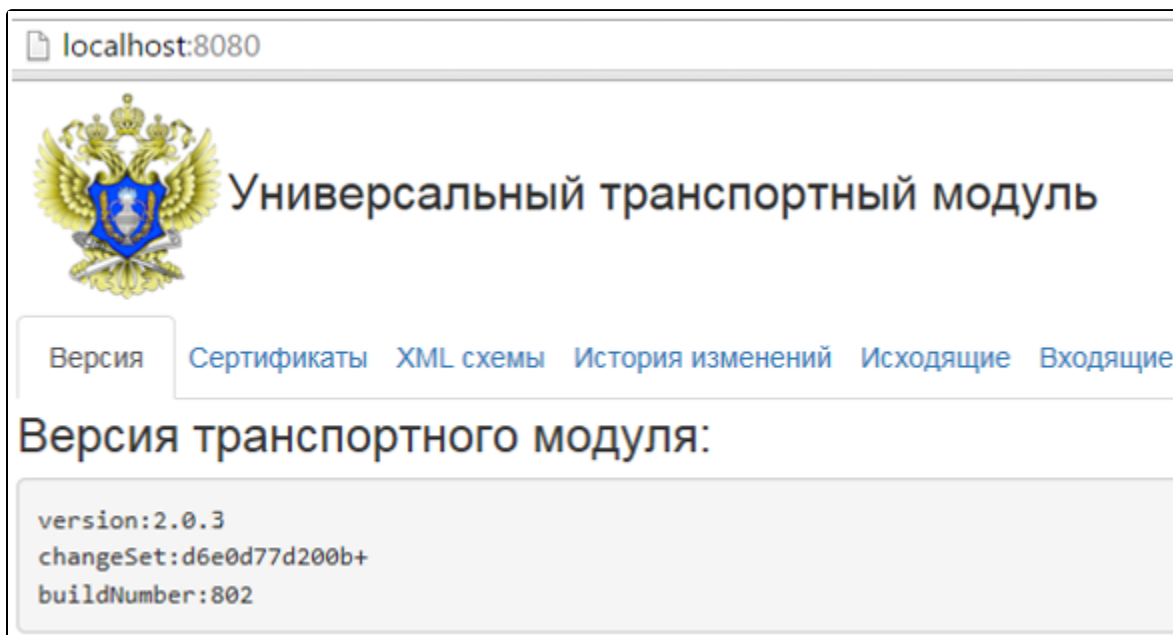 localhost:8080
Универсальный транспортный модуль
Версия Сертификаты XML схемы История изменений Исходящие Входящие
Версия транспортного модуля:
version:2.0.3
changeSet:d6e0d77d200b+
buildNumber:802